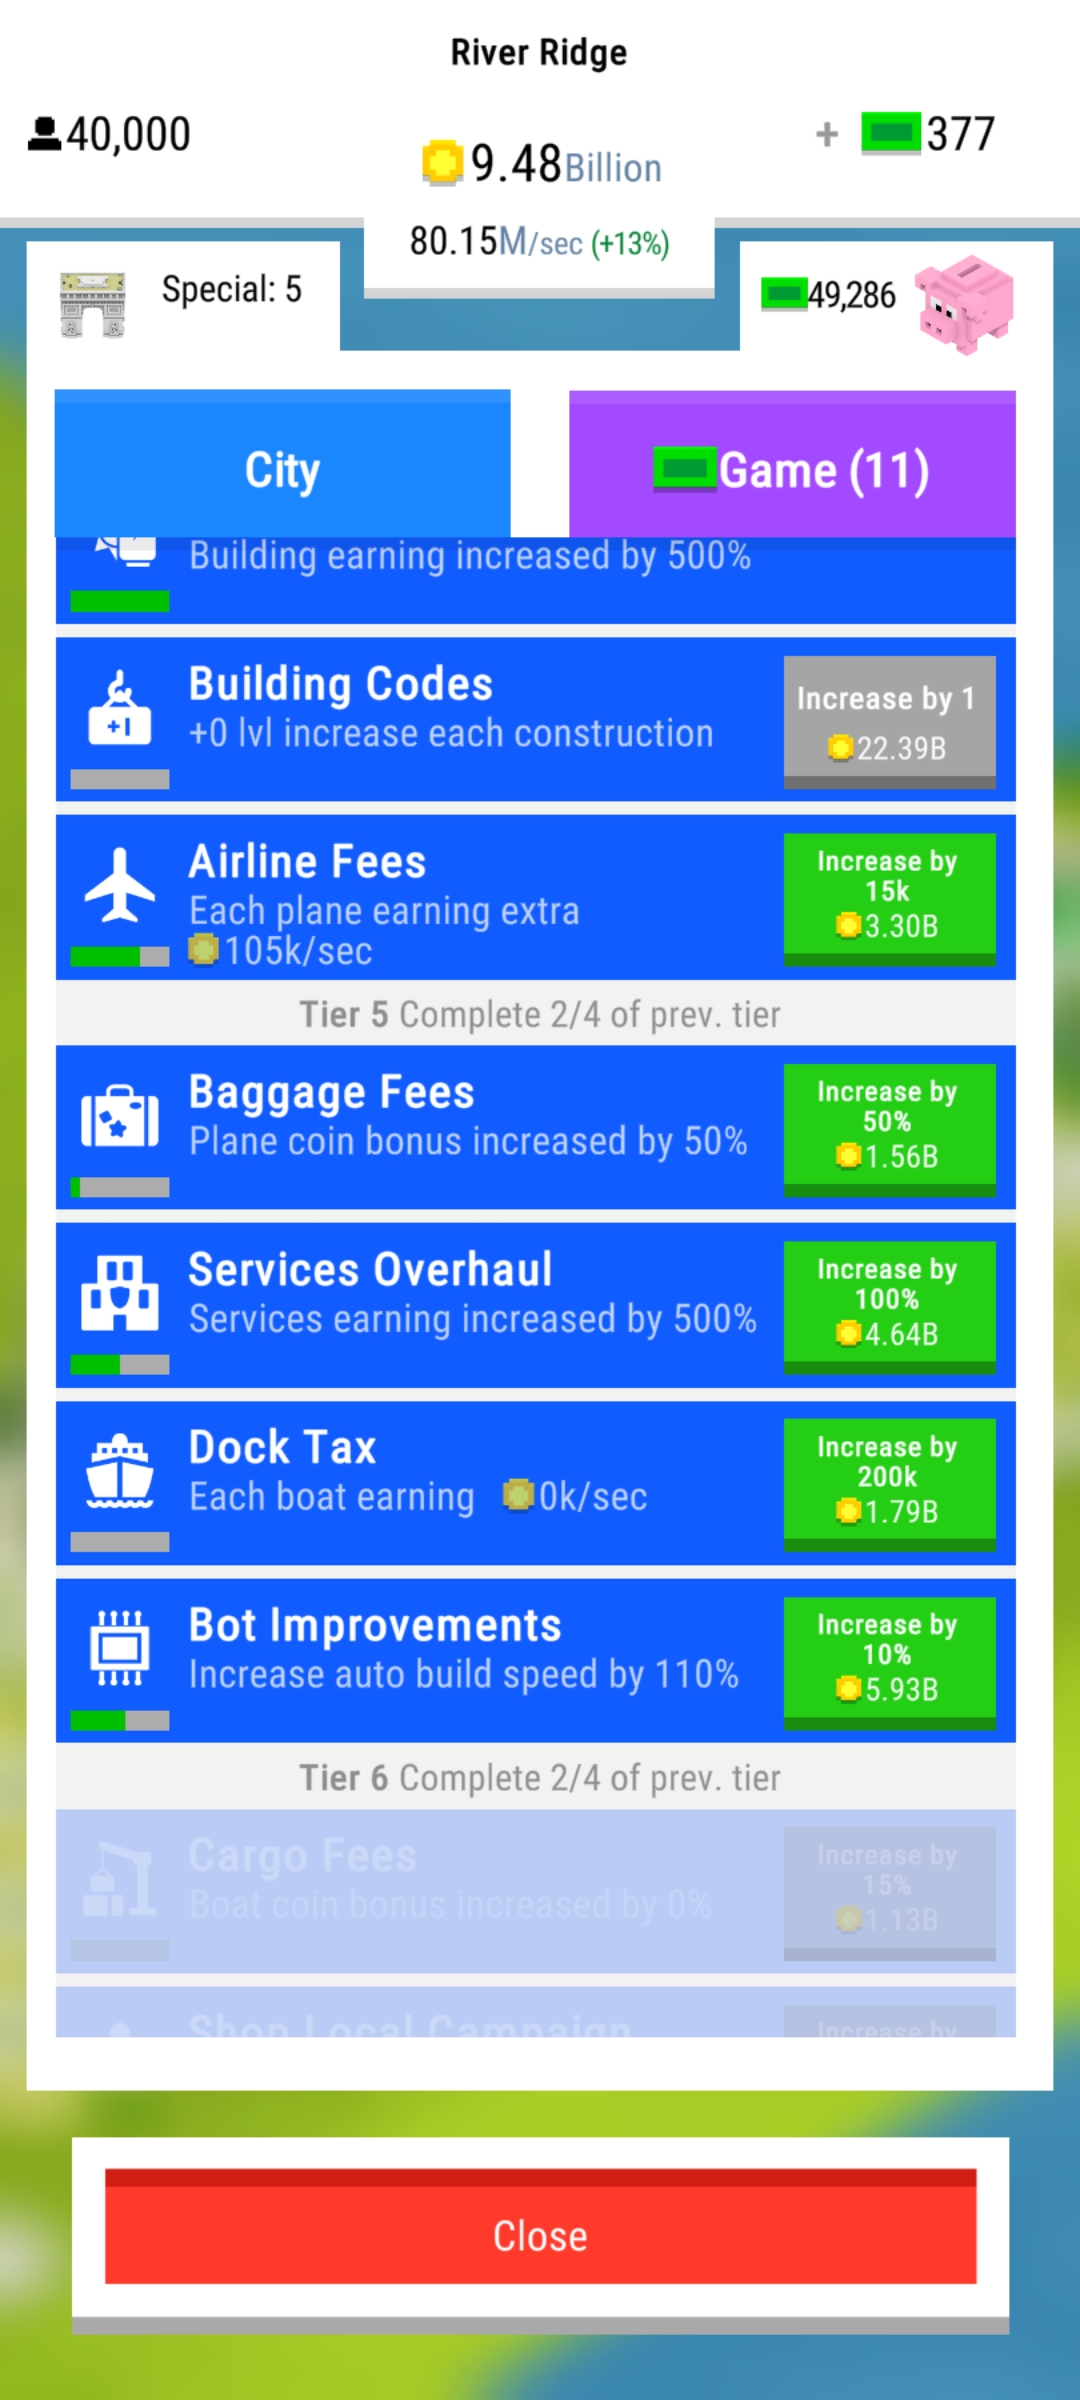 River Ridge
40,000
9.48Billion
+ 377
80.15M/sec (+13%)
Special: 5
49,286
City
Game (11)
Building earning increased by 500%
Building Codes
+0 lvl increase each construction
+1
Increase by 1
22.39B
Airline Fees
Each plane earning extra
105k/sec
Increase by
15k
3.30B
Tier 5 Complete 2/4 of prev. tier
Baggage Fees
Plane coin bonus increased by 50%
Increase by
50%
1.56B
Services Overhaul
Services earning increased by 500%
Increase by
100%
4.64B
Dock Tax
Each boat earning 0k/sec
Increase by
200k
1.79B
Bot Improvements
Increase auto build speed by 110%
Increase by
10%
5.93B
Tier 6 Complete 2/4 of prev. tier
Cargo Fees
Boat coin bonus increased by 0%
Increase by
15%
1.13B
Shop Local Campaign
Increase by
Close